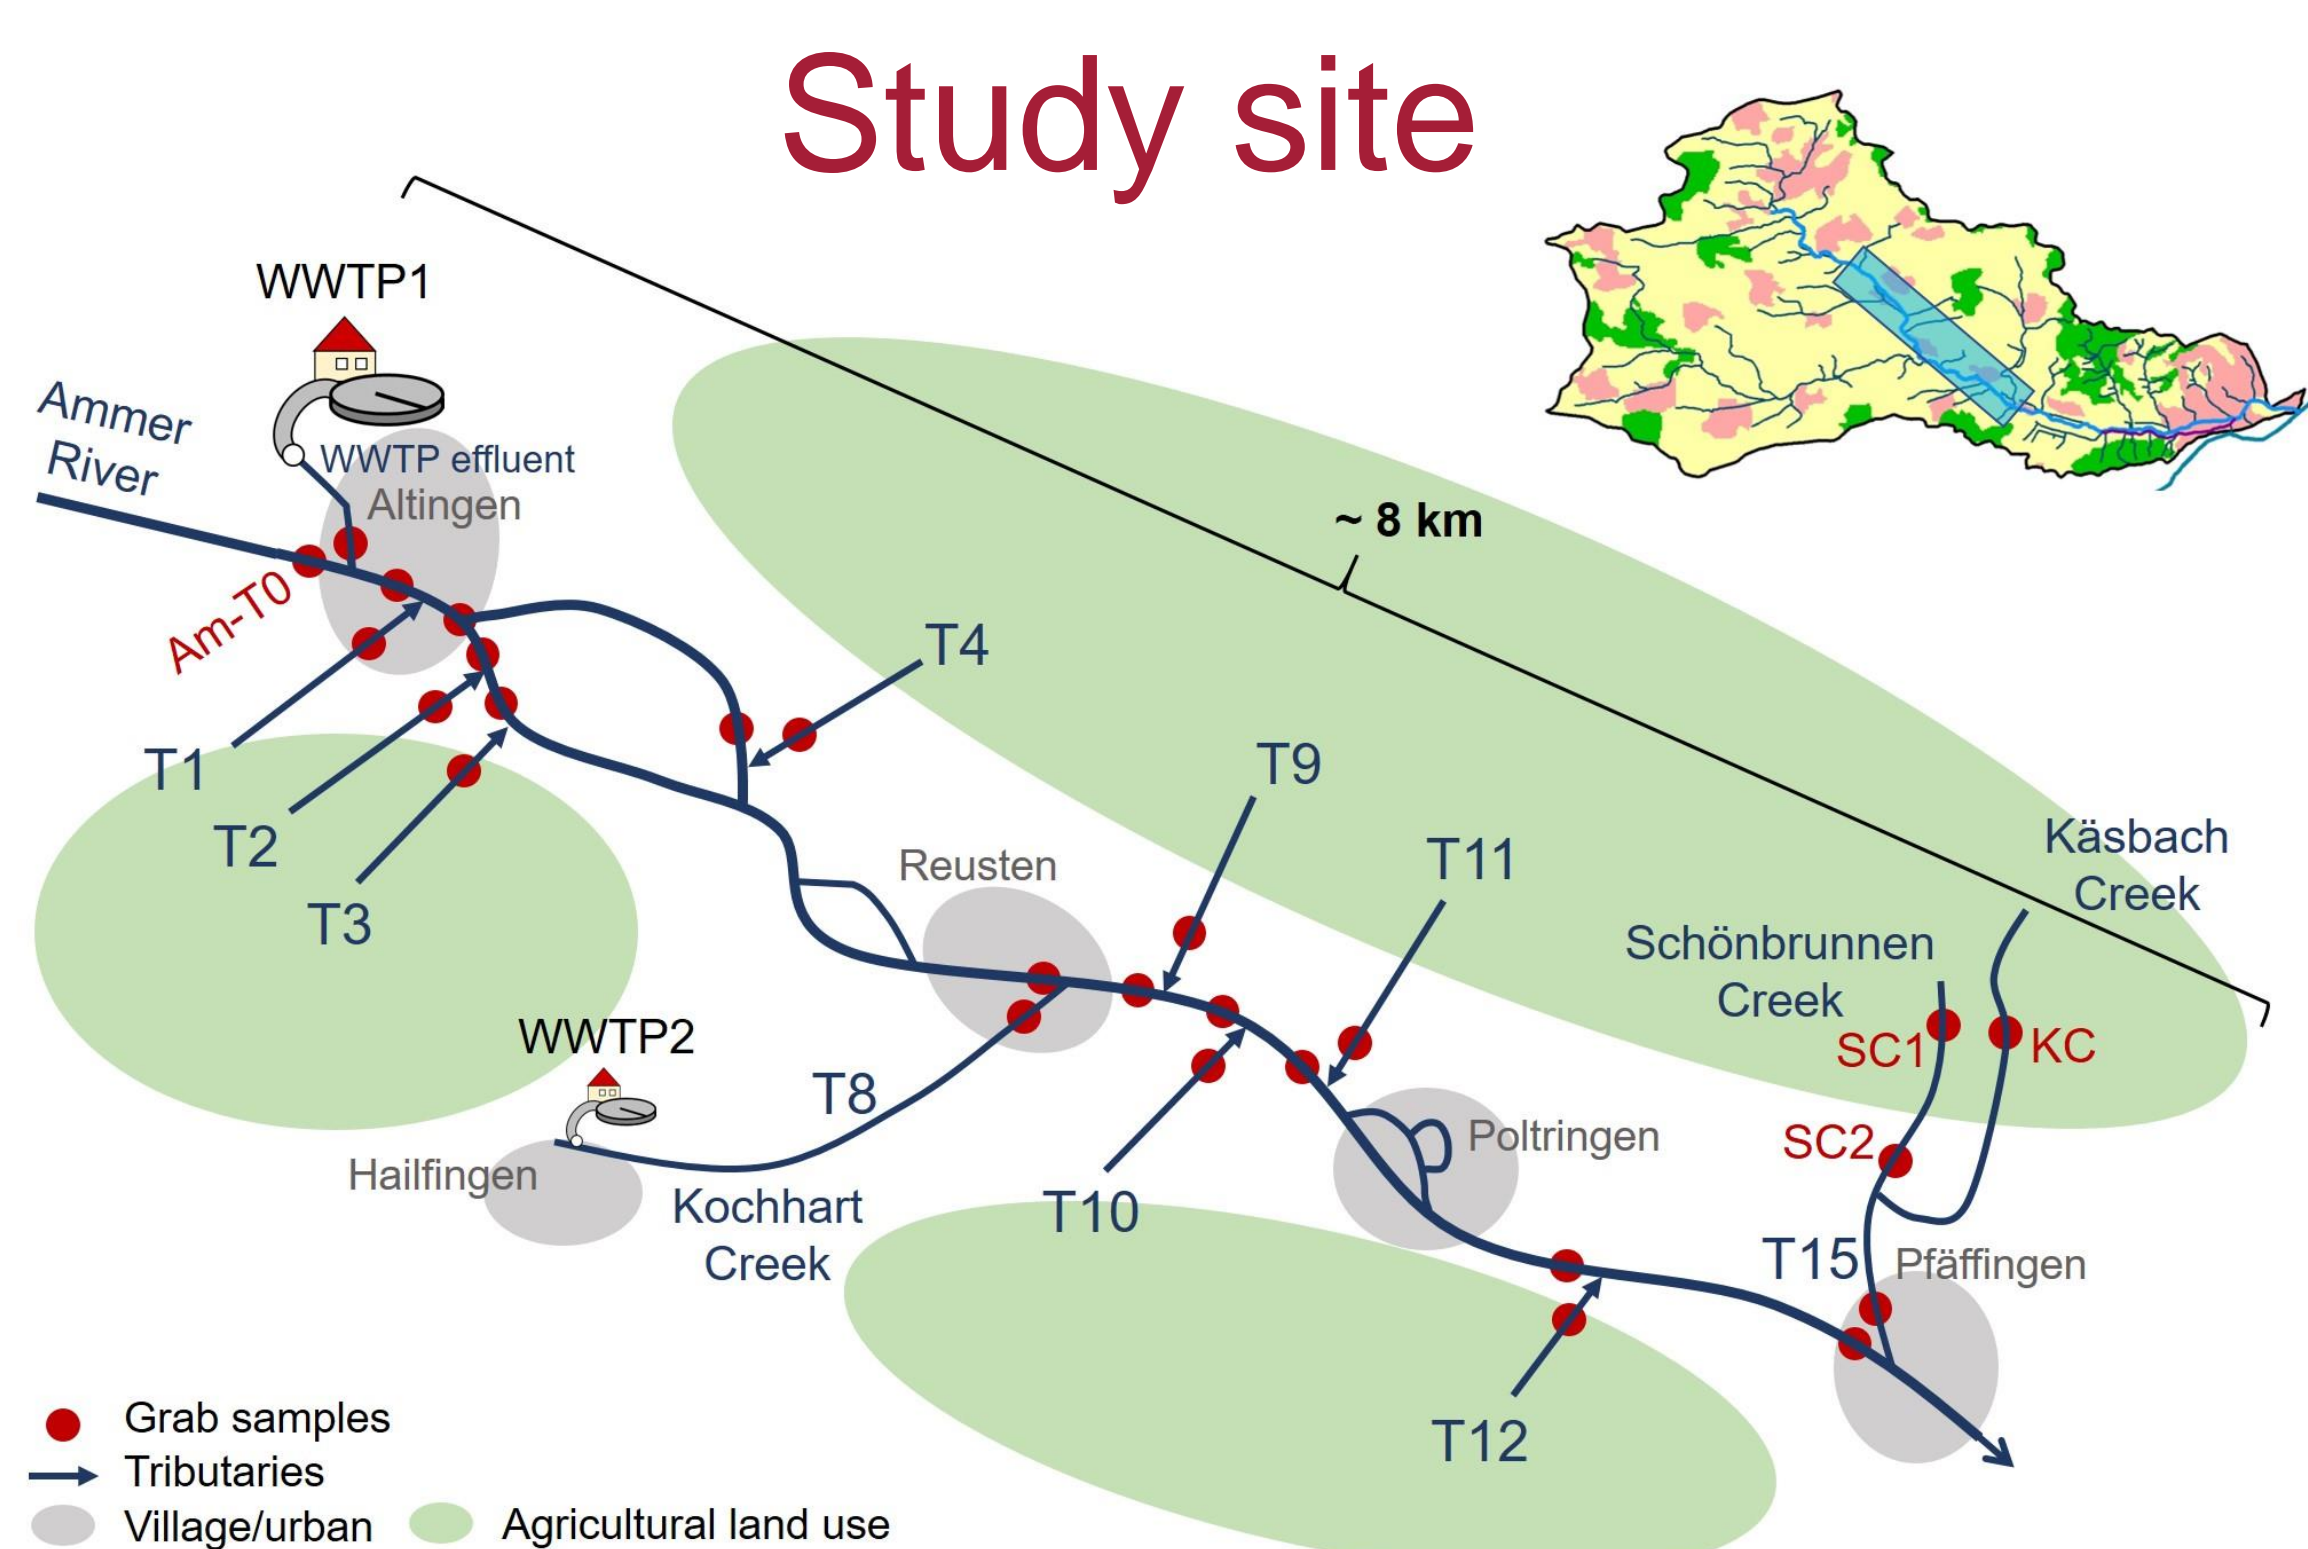 Study site
WWTP1
Ammer
River
WWTP effluent
Altingen
~ 8 km
Am-T0
T4
T1
T9
T2
Käsbach
Creek
Reusten
T11
T3
Schönbrunnen
Creek
SC1
KC
WWTP2
T8
SC2
Poltringen
Hailfingen
Kochhart
Creek
T10
T15
Pfäffingen
T12
Grab samples
Tributaries
Village/urban
Agricultural land use